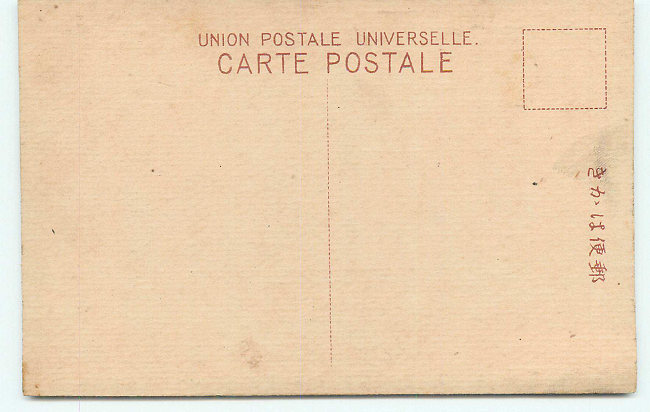 UNION POSTALE UNIVERSELLE.
CARTE POSTALE
きかは便郵